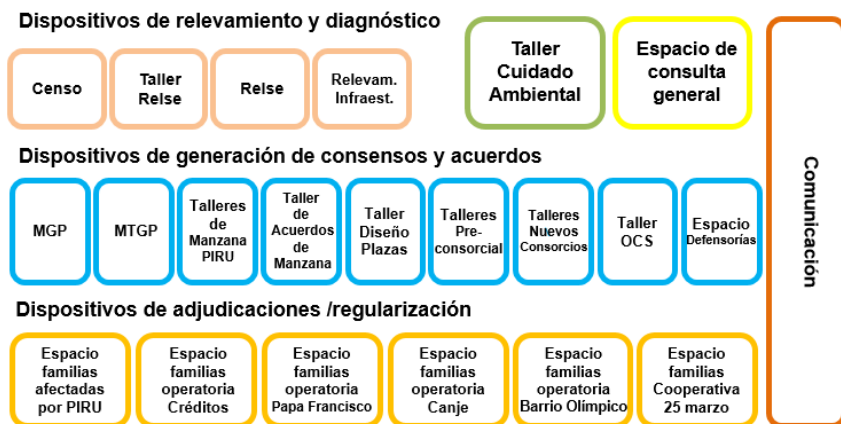 Dispositivos de relevamiento y diagnóstico
Censo
Taller
Relse
Relse
Relevam.
Infraest.
Taller
Cuidado
Ambiental
Espacio de
consulta
general
Dispositivos de generación de consensos y acuerdos
MGP
MTGP
Talleres
de
Manzana
PIRU
Taller
de
Acuerdos
de
Manzana
Taller
Diseño
Plazas
Talleres
Pre-
consorcial
Talleres
Nuevos
Consorcios
Taller
OCS
Espacio
Defensorías
Dispositivos de adjudicaciones /regularización
Espacio
familias
afectadas
por PIRU
Espacio
familias
operatoria
Créditos
Espacio
familias
operatoria
Papa Francisco
Espacio
familias
operatoria
Canje
Espacio
familias
operatoria
Barrio Olímpico
Espacio
familias
Cooperativa
25 marzo
Comunicación